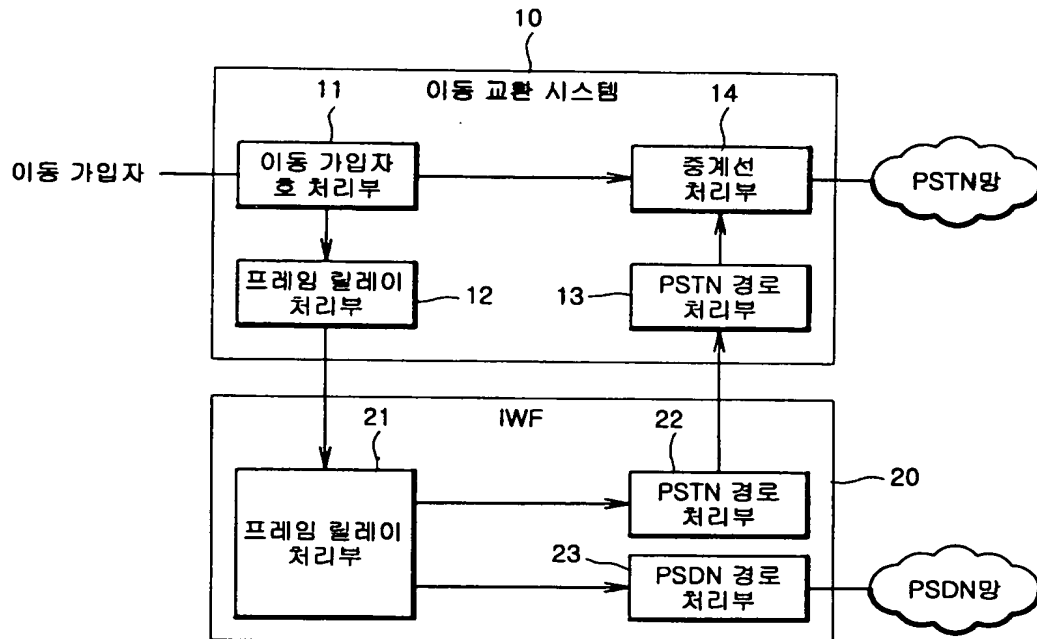 10
이동 교환 시스템
11
14
이동 가입자
이동 가입자
호 처리부
중계선
처리부
PSTN망
프레임 릴레이
처리부
12
13
PSTN 경로
처리부
IWF
21
22
20
프레임 릴레이
처리부
PSTN 경로
처리부
23
PSDN 경로
처리부
PSDN망